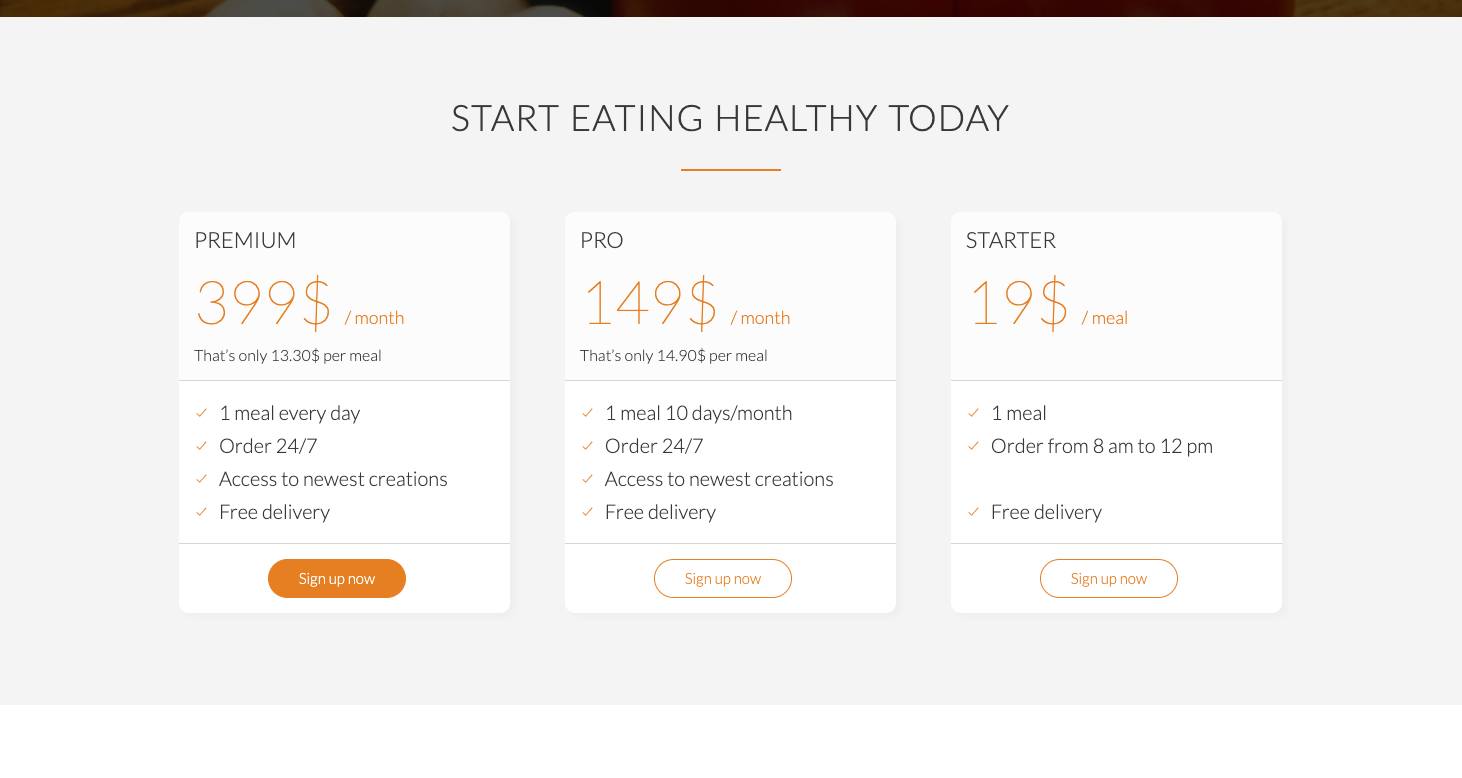 START EATING HEALTHY TODAY
PREMIUM
399$ / month
That's only 13.30$ per meal
1 meal every day
Order 24/7
Access to newest creations
Free delivery
Sign up now
PRO
149$ / month
That's only 14.90$ per meal
1 meal 10 days/month
Order 24/7
Access to newest creations
Free delivery
Sign up now
STARTER
19$ / meal
1 meal
Order from 8 am to 12 pm
Free delivery
Sign up now